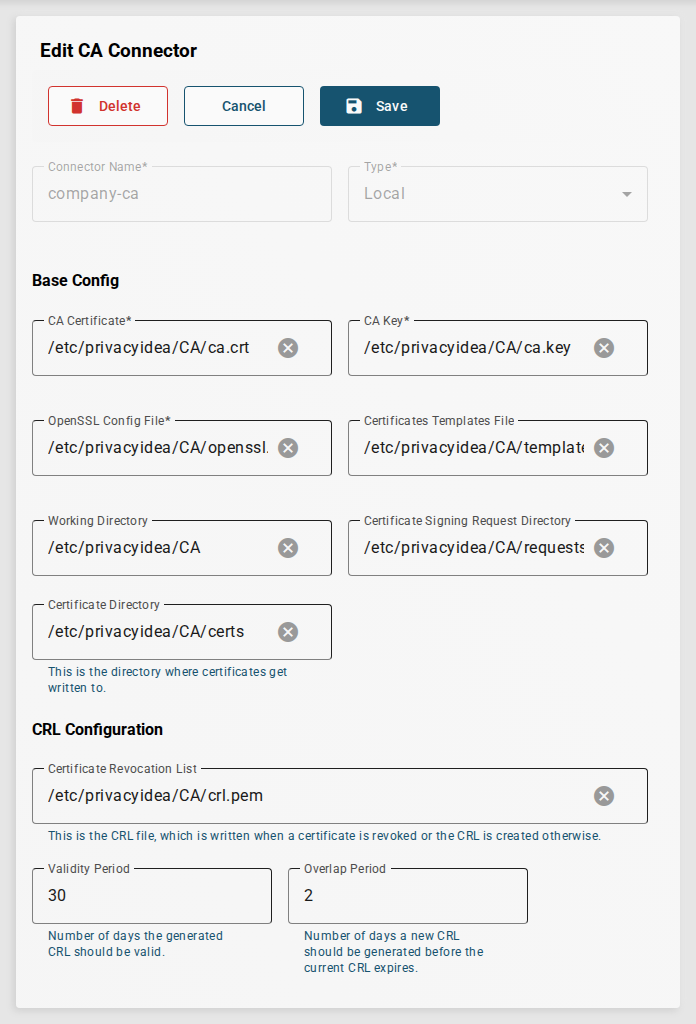 Edit CA Connector
Delete
Cancel
Save
Connector Name*
Type*
company-ca
Local
Base Config
CA Certificate*
CA Key*
/etc/privacyidea/CA/ca.crt
/etc/privacyidea/CA/ca.key
OpenSSL Config File*
Certificates Templates File
/etc/privacyidea/CA/openssl.
/etc/privacyidea/CA/template
Working Directory
Certificate Signing Request Directory
/etc/privacyidea/CA
/etc/privacyidea/CA/requests
Certificate Directory
/etc/privacyidea/CA/certs
This is the directory where certificates get
written to.
CRL Configuration
Certificate Revocation List
/etc/privacyidea/CA/crl.pem
This is the CRL file, which is written when a certificate is revoked or the CRL is created otherwise.
Validity Period
Overlap Period
30
2
Number of days the generated
CRL should be valid.
Number of days a new CRL
should be generated before the
current CRL expires.